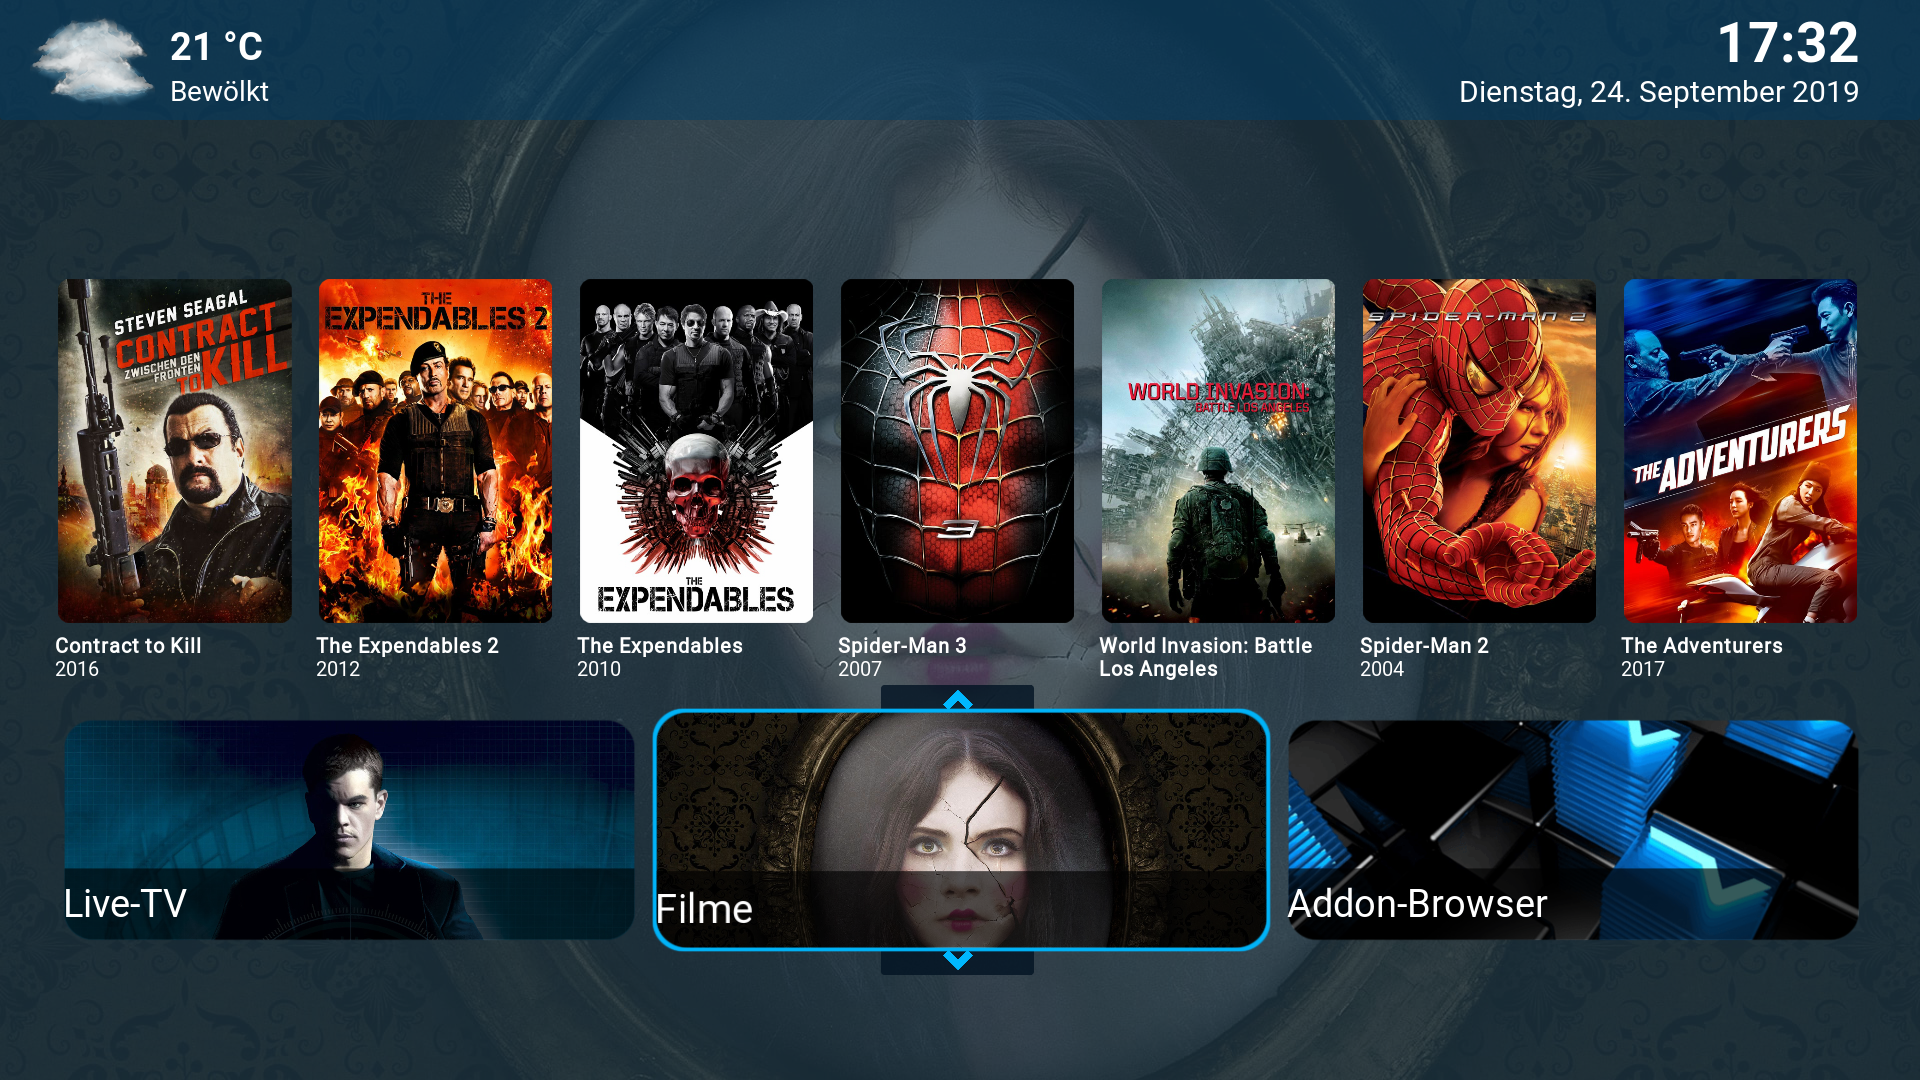 21 °C
Bewölkt
17:32
Dienstag, 24. September 2019
STEVEN SEAGAL
CONTRACT
ZWISCHEN DEN
FRONTEN
TO KILL
THE
EXPENDABLES 2
THE
EXPENDABLES
3
WORLD INVASION:
BATTLE LOS ANGELES
SPIDER-MAN 2
THE ADVENTURERS
Contract to Kill
2016
The Expendables 2
2012
The Expendables
2010
Spider-Man 3
2007
World Invasion: Battle
Los Angeles
Spider-Man 2
2004
The Adventurers
2017
Live-TV
Filme
Addon-Browser